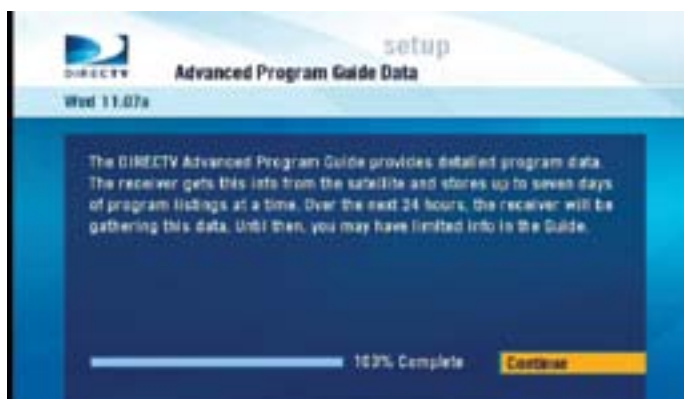 setup
DIRECTV
Advanced Program Guide Data
Wed 11:07a
The DIRECTV Advanced Program Guide provides detailed program data.
The receiver gets this info from the satellite and stores up to seven days
of program listings at a time. Over the next 24 hours, the receiver will be
gathering this data. Until then, you may have limited info in the Guide.
100% Complete
Continue